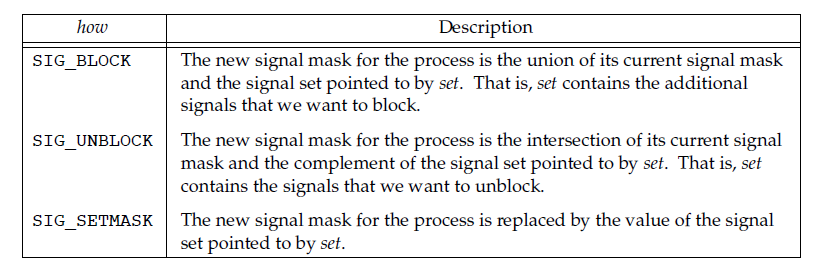 how Description
SIG_BLOCK The new signal mask for the process is the union of its current signal mask
and the signal set pointed to by set. That is, set contains the additional
signals that we want to block.
SIG_UNBLOCK The new signal mask for the process is the intersection of its current signal
mask and the complement of the signal set pointed to by set. That is, set
contains the signals that we want to unblock.
SIG_SETMASK The new signal mask for the process is replaced by the value of the signal
set pointed to by set.